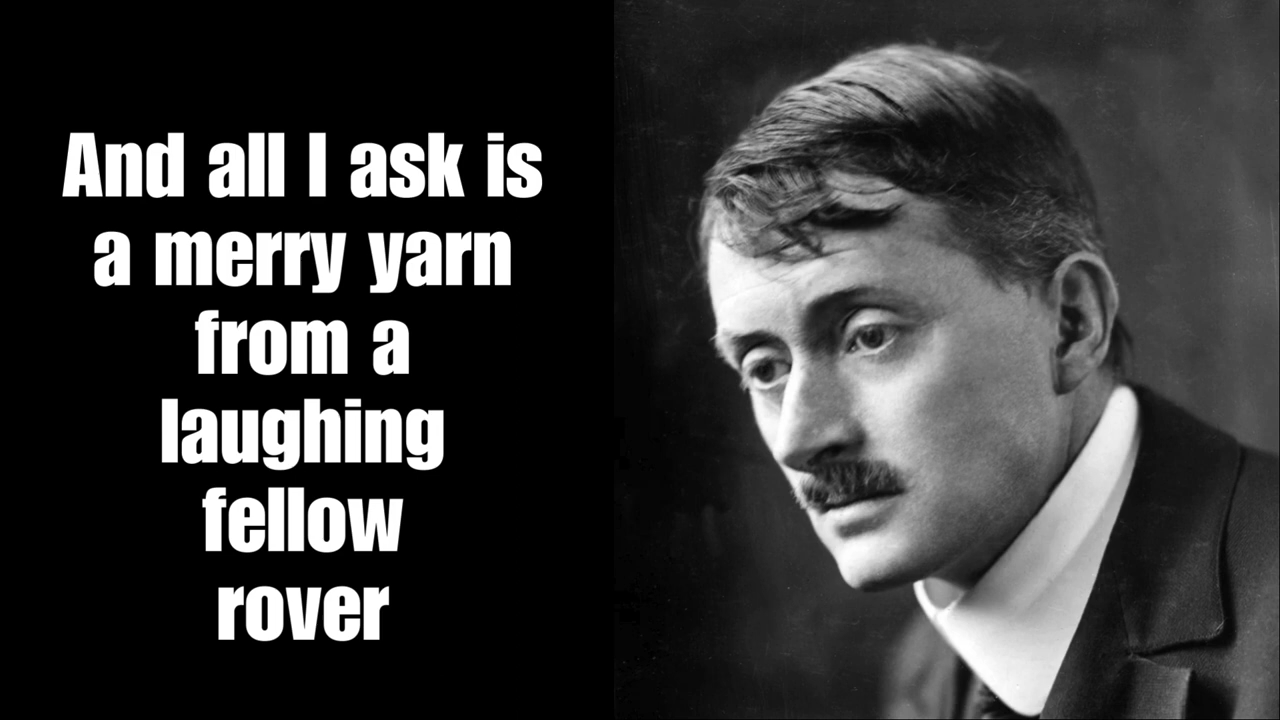 And all I ask is
a merry yarn
from a
laughing
fellow
rover